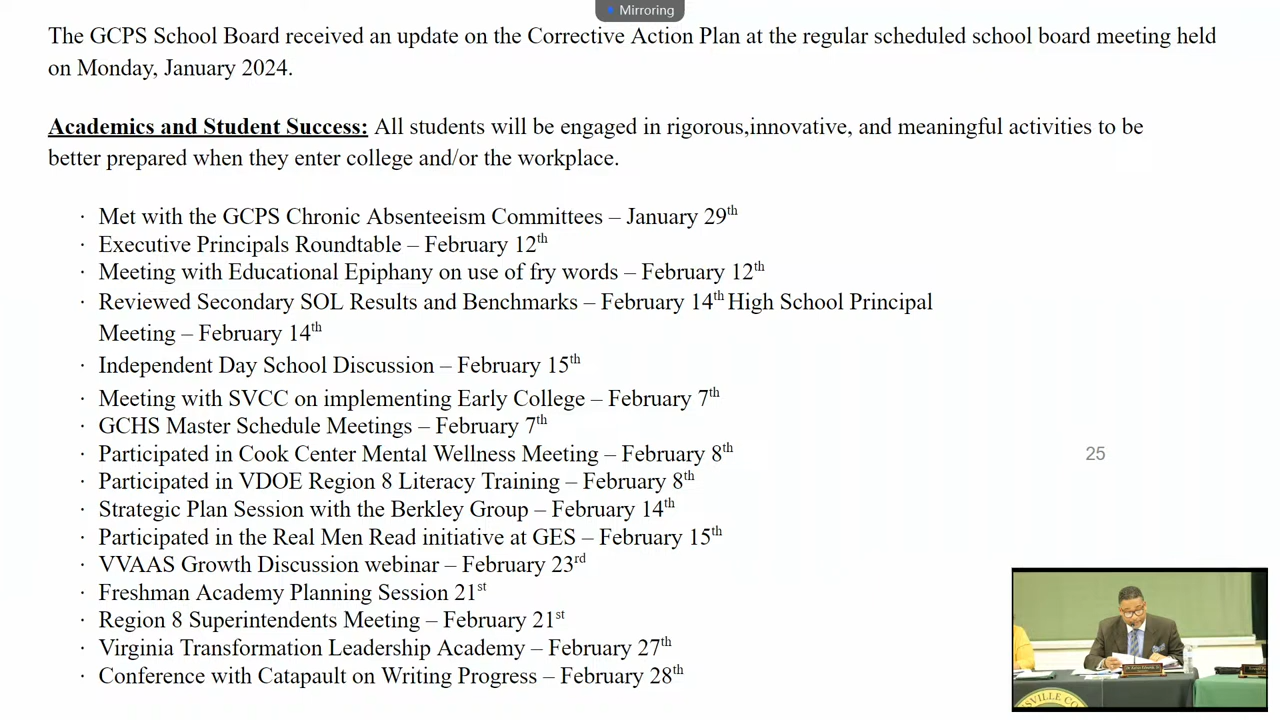 Mirroring
The GCPS School Board received an update on the Corrective Action Plan at the regular scheduled school board meeting held
on Monday, January 2024.
Academics and Student Success: All students will be engaged in rigorous,innovative, and meaningful activities to be
better prepared when they enter college and/or the workplace.
· Met with the GCPS Chronic Absenteeism Committees – January 29th
· Executive Principals Roundtable – February 12th
· Meeting with Educational Epiphany on use of fry words – February 12th
· Reviewed Secondary SOL Results and Benchmarks – February 14th High School Principal
Meeting – February 14th
· Independent Day School Discussion – February 15th
· Meeting with SVCC on implementing Early College – February 7th
· GCHS Master Schedule Meetings – February 7th
· Participated in Cook Center Mental Wellness Meeting – February 8th
· Participated in VDOE Region 8 Literacy Training – February 8th
· Strategic Plan Session with the Berkley Group – February 14th
· Participated in the Real Men Read initiative at GES – February 15th
· VVAAS Growth Discussion webinar – February 23rd
· Freshman Academy Planning Session 21st
· Region 8 Superintendents Meeting – February 21st
· Virginia Transformation Leadership Academy – February 27th
· Conference with Catapult on Writing Progress – February 28th
25